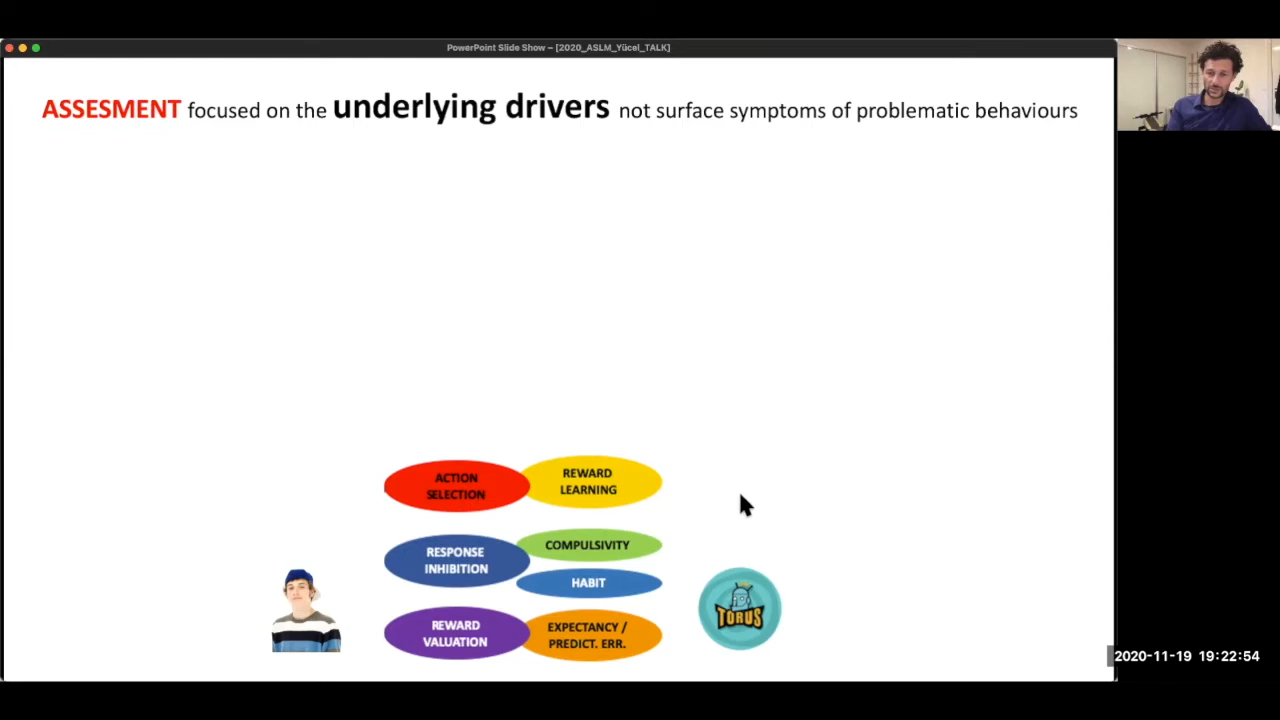 PowerPoint Slide Show – [2020_ASLM_Yücel_TALK]
ASSESMENT focused on the underlying drivers not surface symptoms of problematic behaviours
ACTION
SELECTION
REWARD
LEARNING
RESPONSE
INHIBITION
COMPULSIVITY
HABIT
REWARD
VALUATION
EXPECTANCY /
PREDICT. ERR.
TORUS
2020-11-19 19:22:54